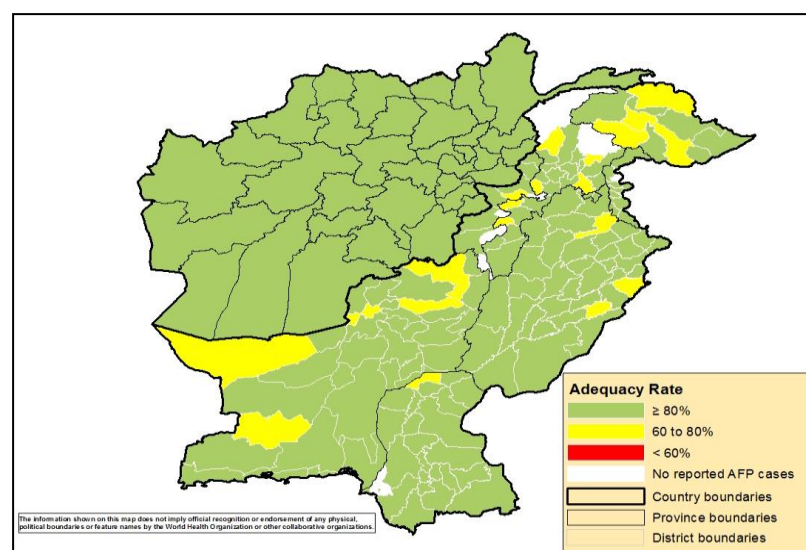 Adequacy Rate
≥ 80%
60 to 80%
< 60%
No reported AFP cases
Country boundaries
Province boundaries
District boundaries
The information shown on this map does not imply official recognition or endorsement of any physical,
political boundaries or feature names by the World Health Organization or other collaborative organizations.